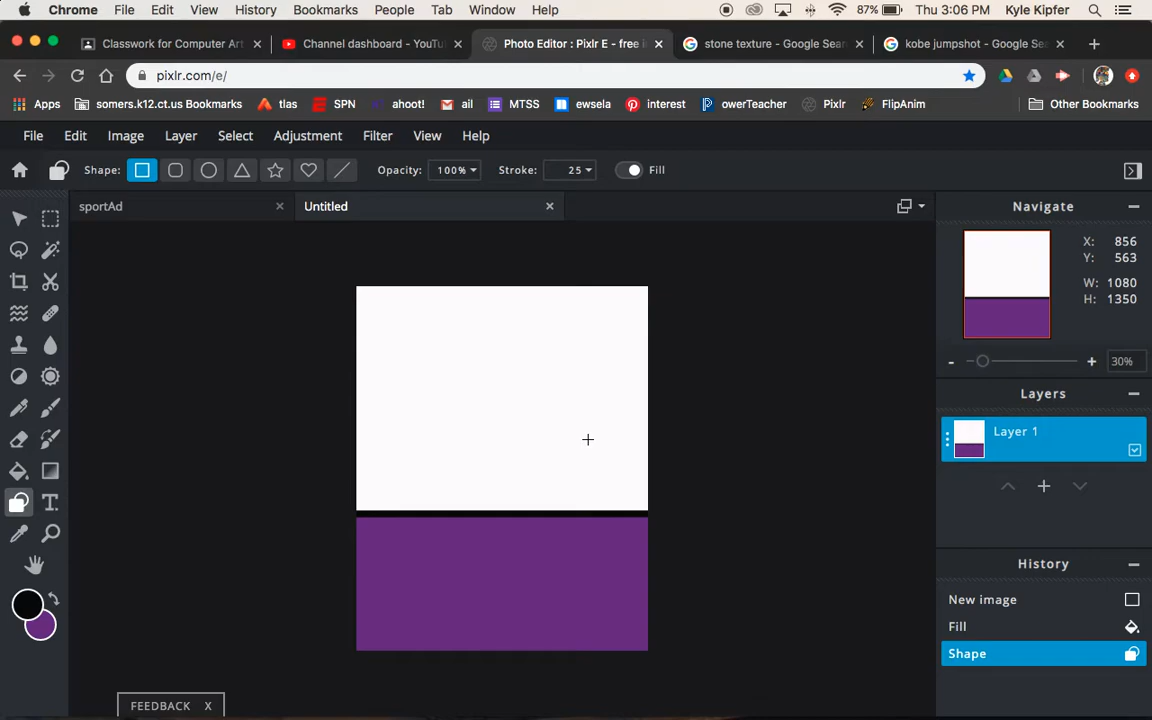 Chrome File Edit View History Bookmarks People Tab Window Help 87% Thu 3:06 PM Kyle Kipfer
Classwork for Computer Art Channel dashboard - YouTu Photo Editor : Pixlr E - free i stone texture - Google Sear kobe jumpshot - Google Sea
pixlr.com/e/
Apps somers.k12.ct.us Bookmarks tlas SPN ahoot! ail MTSS ewsela interest owerTeacher Pixlr FlipAnim Other Bookmarks
File Edit Image Layer Select Adjustment Filter View Help
Shape: Opacity: 100% Stroke: 25 Fill
sportAd Untitled Navigate
X: 856
Y: 563
W: 1080
H: 1350
30%
Layers
Layer 1
History
New image
Fill
Shape
FEEDBACK X